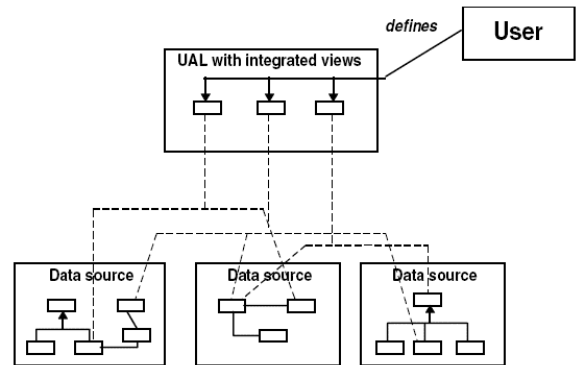 defines
User
UAL with integrated views
Data source
Data source
Data source